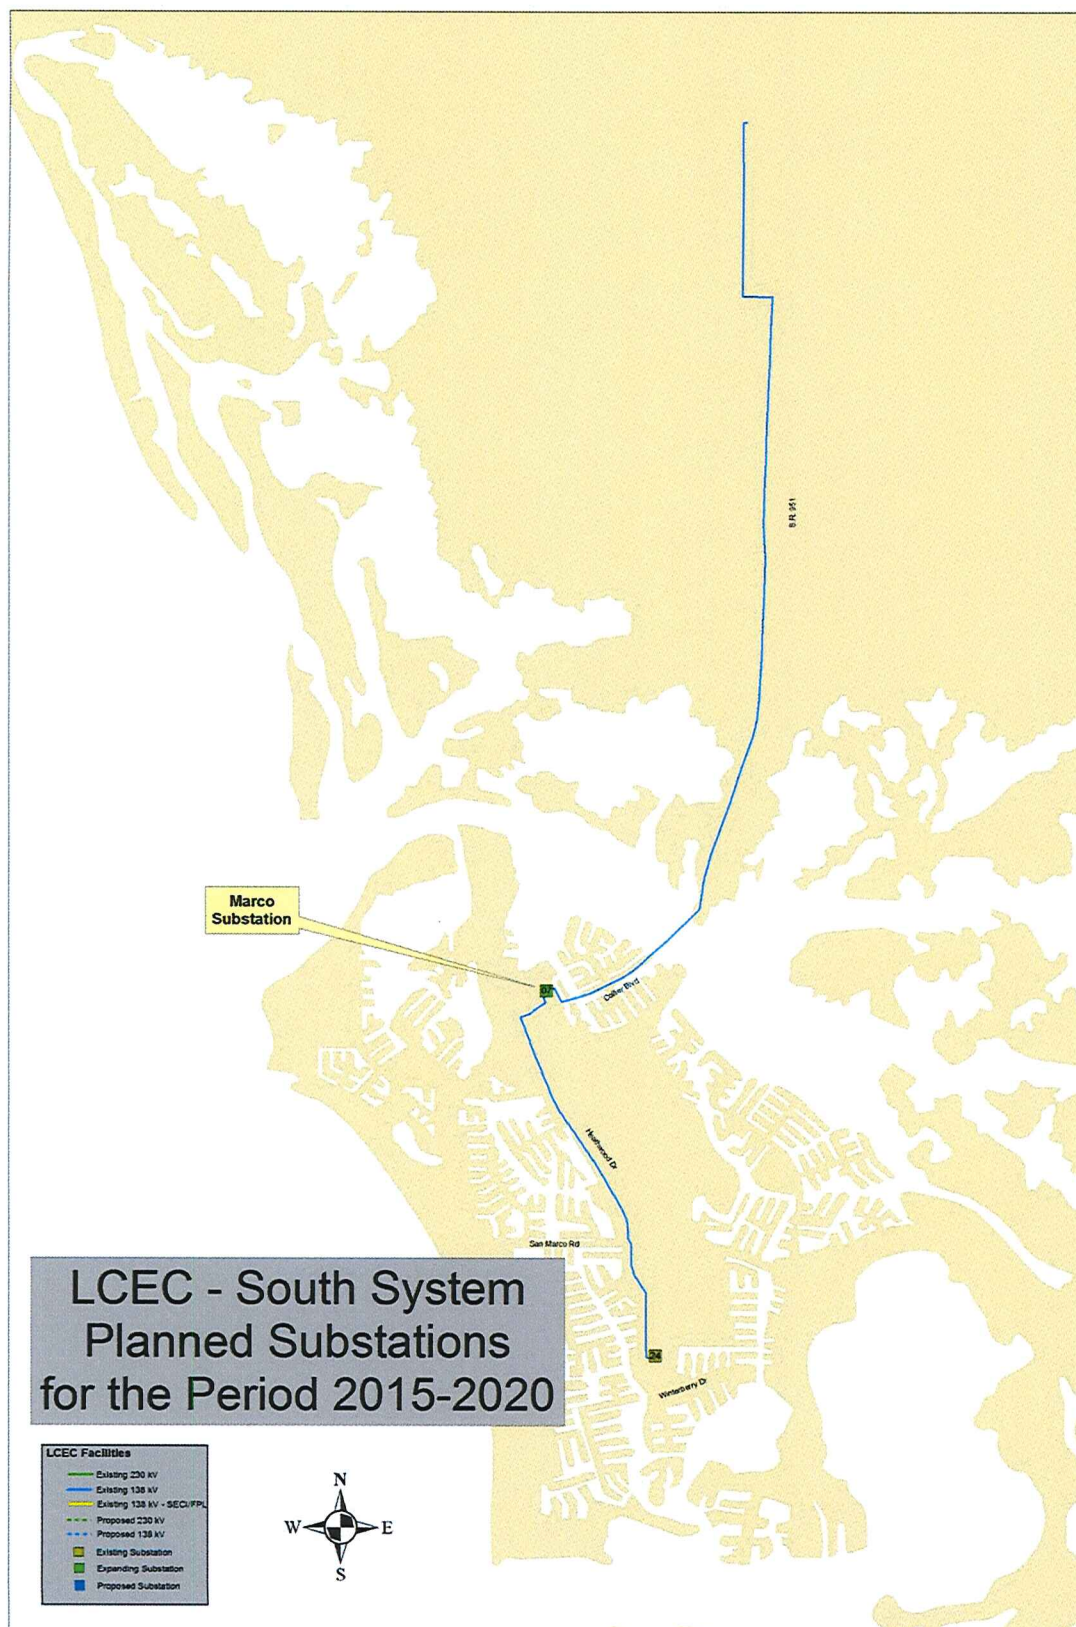 S.R. 951
Marco
Substation
07
Collier Blvd
Heathwood Dr
San Marco Rd
LCEC - South System
Planned Substations
for the Period 2015-2020
24
Winterberry Dr
LCEC Facilities
Existing 230 kV
Existing 138 kV
Existing 138 kV - SECI/FPL
Proposed 230 kV
Proposed 138 kV
Existing Substation
Expanding Substation
Proposed Substation
N
W
E
S